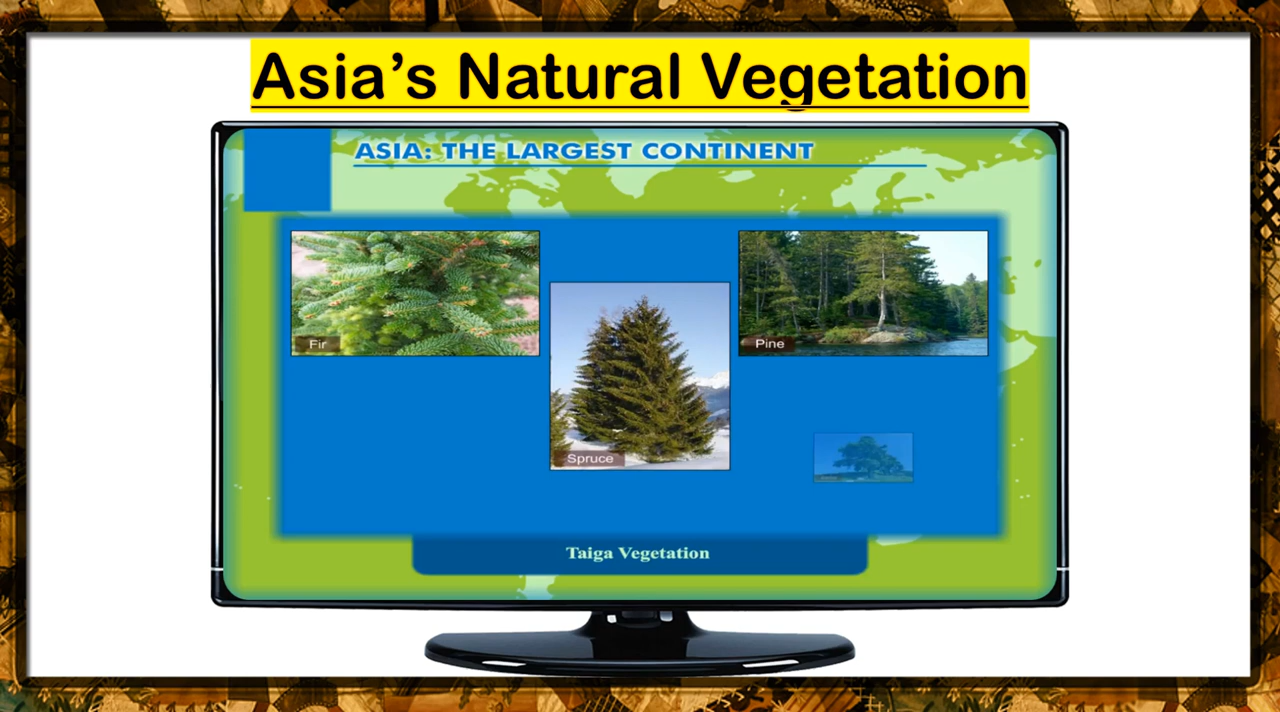 Asia’s Natural Vegetation
ASIA: THE LARGEST CONTINENT
Fir
Pine
Spruce
Taiga Vegetation